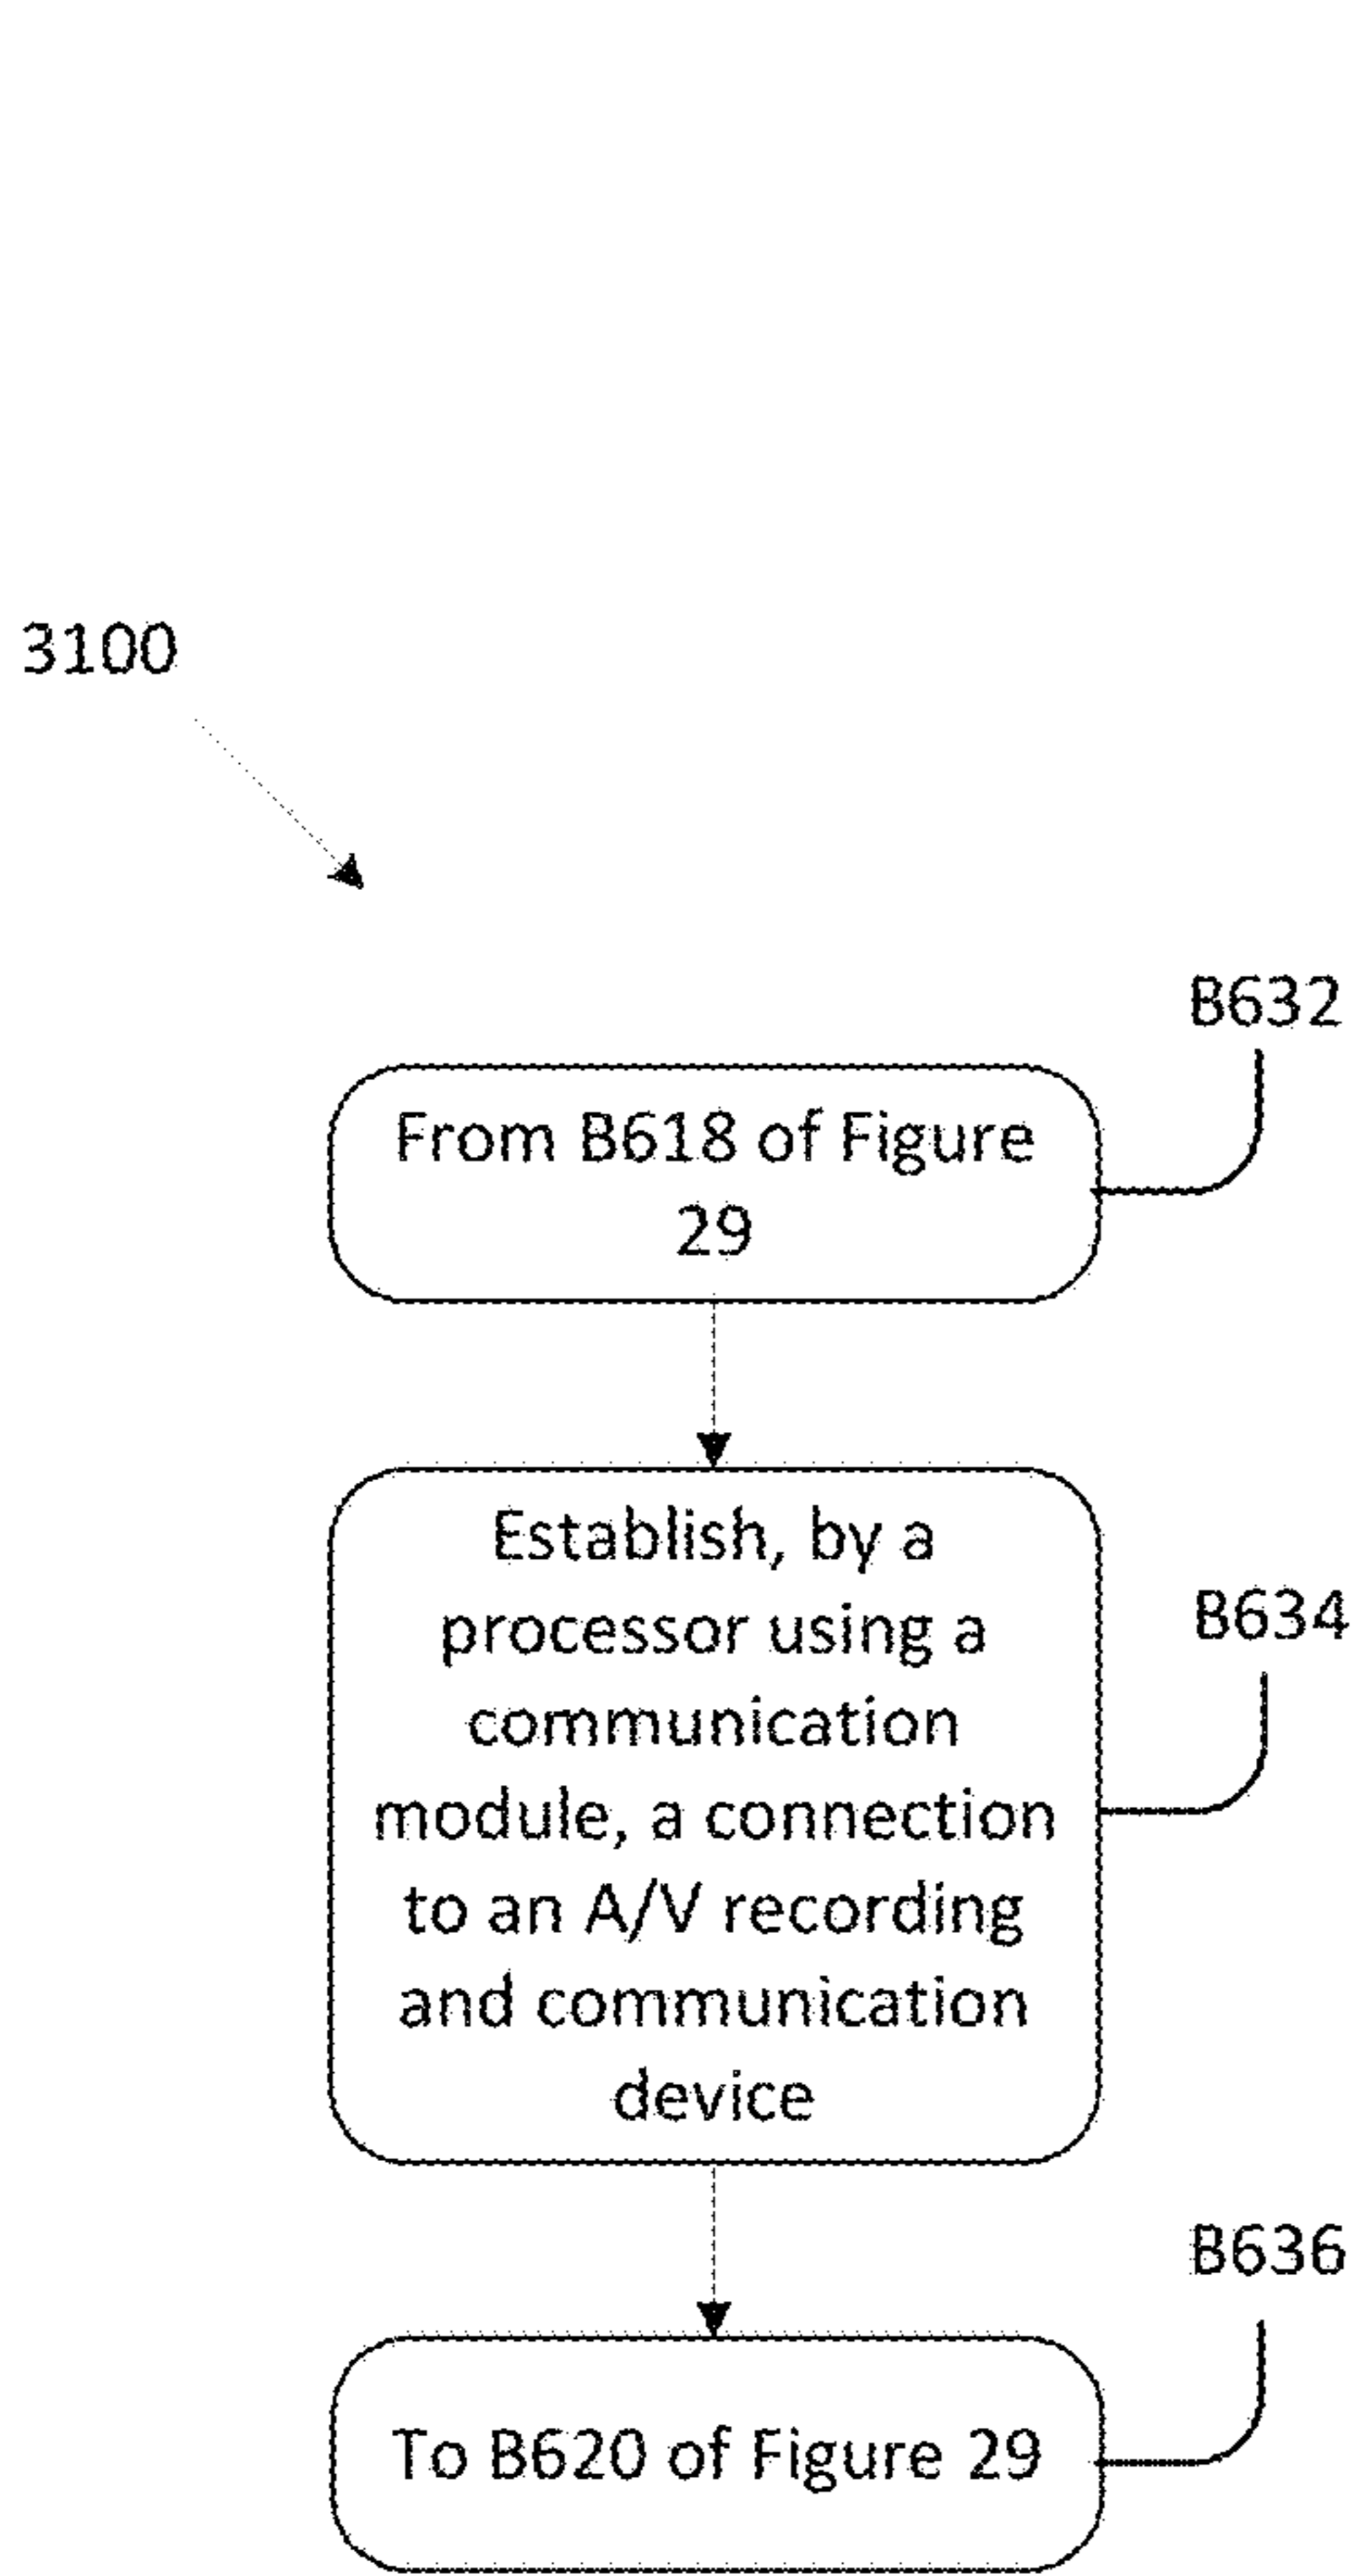 3100
B632
From B618 of Figure
29
Establish, by a
processor using a
communication
module, a connection
to an A/V recording
and communication
device
B634
B636
To B620 of Figure 29